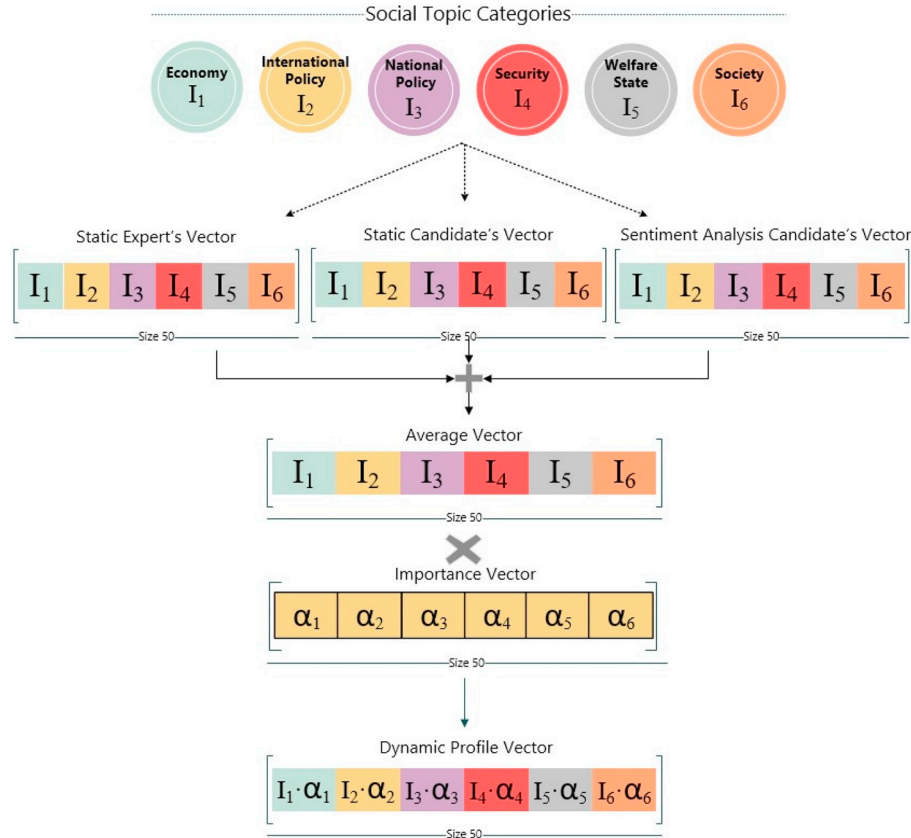 Social Topic Categories
Economy
I₁
International
Policy
I₂
National
Policy
I₃
Security
I₄
Welfare
State
I₅
Society
I₆
Static Expert's Vector
I₁ I₂ I₃ I₄ I₅ I₆
Size 50
Static Candidate's Vector
I₁ I₂ I₃ I₄ I₅ I₆
Size 50
Sentiment Analysis Candidate's Vector
I₁ I₂ I₃ I₄ I₅ I₆
Size 50
Average Vector
I₁ I₂ I₃ I₄ I₅ I₆
Size 50
Importance Vector
α₁ α₂ α₃ α₄ α₅ α₆
Size 50
Dynamic Profile Vector
I₁·α₁ I₂·α₂ I₃·α₃ I₄·α₄ I₅·α₅ I₆·α₆
Size 50